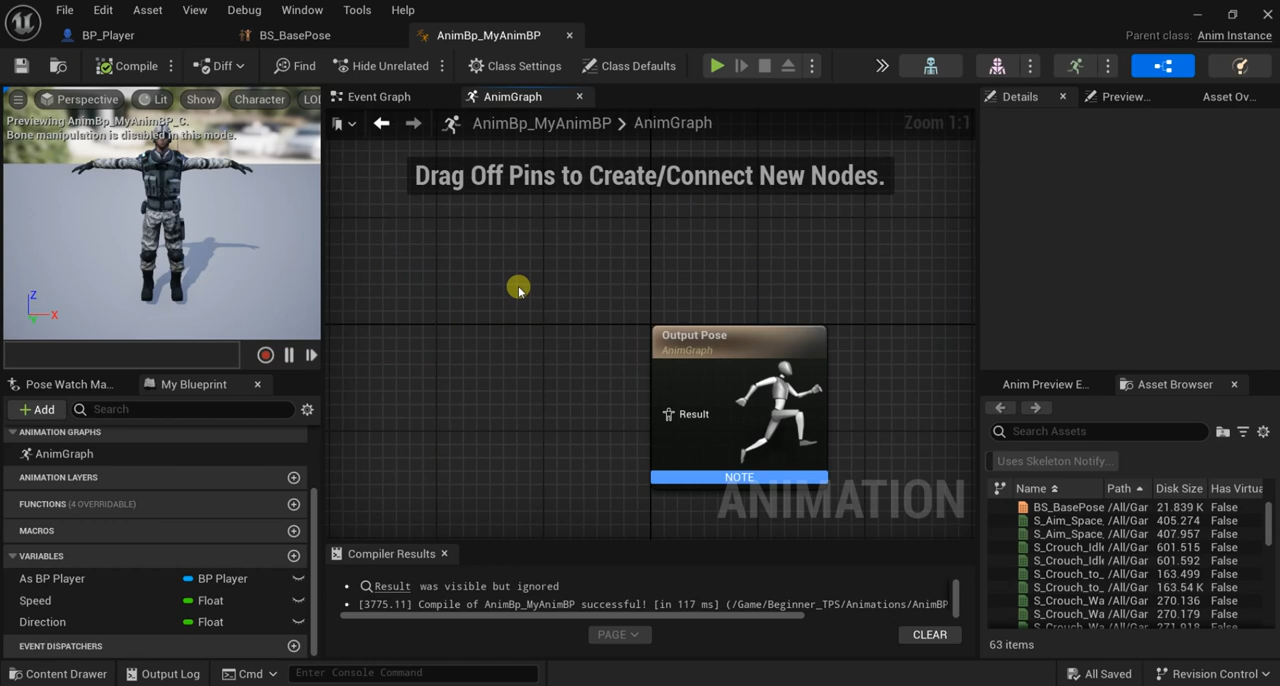 File Edit Asset View Debug Window Tools Help
BP_Player BS_BasePose AnimBp_MyAnimBP Parent class: Anim Instance
Compile Diff Find Hide Unrelated Class Settings Class Defaults
Perspective Lit Show Character LOI
Previewing AnimBp_MyAnimBP_C.
Bone manipulation is disabled in this mode.
Z
X
Event Graph AnimGraph
AnimBp_MyAnimBP AnimGraph Zoom 1:1
Drag Off Pins to Create/Connect New Nodes.
Output Pose
AnimGraph
Result
NOTE
ANIMATION
Details Preview... Asset Ov...
Pose Watch Ma... My Blueprint
Add Search
ANIMATION GRAPHS
AnimGraph
ANIMATION LAYERS
FUNCTIONS (4 OVERRIDABLE)
MACROS
VARIABLES
As BP Player BP Player
Speed Float
Direction Float
EVENT DISPATCHERS
Compiler Results
• Result was visible but ignored
• [3775.11] Compile of AnimBp_MyAnimBP successful! [in 117 ms] (/Game/Beginner_TPS/Animations/AnimBP
PAGE CLEAR
Anim Preview E... Asset Browser
Search Assets
Uses Skeleton Notify...
Name Path Disk Size Has Virtua
BS_BasePose /All/Gar 21.839 K False
S_Aim_Space_ /All/Gar 405.274 False
S_Aim_Space_ /All/Gar 407.957 False
S_Crouch_Idl /All/Gar 601.515 False
S_Crouch_Idl /All/Gar 601.592 False
S_Crouch_to_ /All/Gar 163.499 False
S_Crouch_to_ /All/Gar 163.54 K False
S_Crouch_Wa /All/Gar 270.136 False
S_Crouch_Wa /All/Gar 270.179 False
S_Crouch_Wa /All/Gar 271.918 False
63 items
Content Drawer Output Log Cmd Enter Console Command All Saved Revision Control